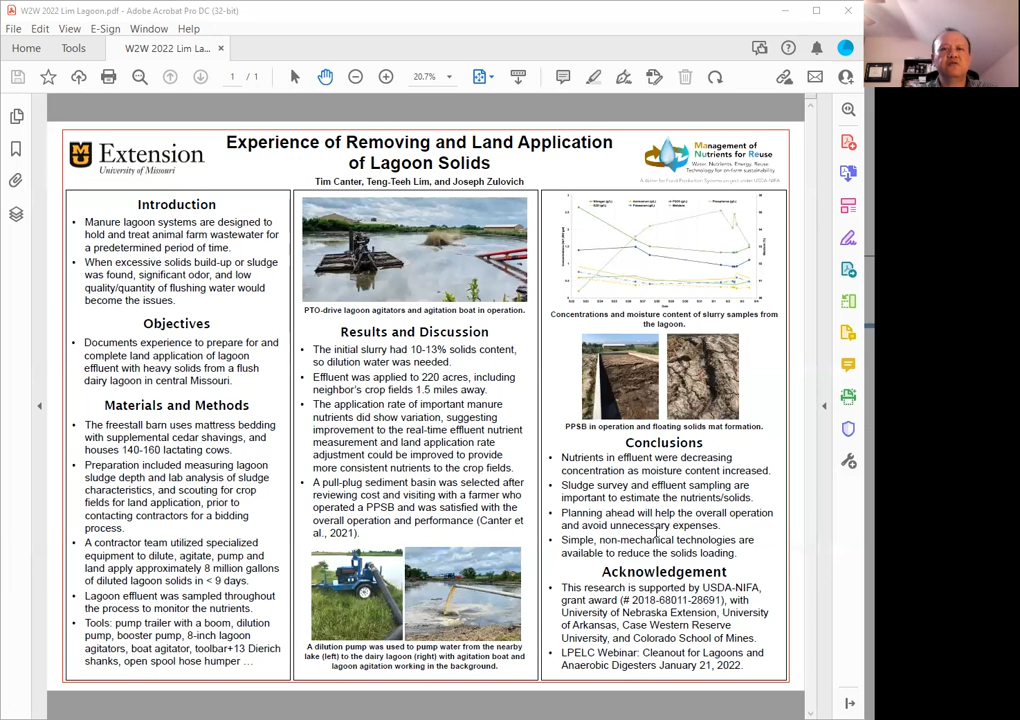 W2W 2022 Lim Lagoon.pdf - Adobe Acrobat Pro DC (32-bit)
File Edit View E-Sign Window Help
Home Tools W2W 2022 Lim La... ×
1 / 1 20.7%
Extension
University of Missouri
Experience of Removing and Land Application
of Lagoon Solids
Tim Canter, Teng-Teeh Lim, and Joseph Zulovich
Management of
Nutrients for Reuse
Water, Nutrients, Energy, Reuse
Technology for on-farm sustainability
Introduction
• Manure lagoon systems are designed to
hold and treat animal farm wastewater for
a predetermined period of time.
• When excessive solids build-up or sludge
was found, significant odor, and low
quality/quantity of flushing water would
become the issues.
Objectives
• Documents experience to prepare for and
complete land application of lagoon
effluent with heavy solids from a flush
dairy lagoon in central Missouri.
Materials and Methods
• The freestall barn uses mattress bedding
with supplemental cedar shavings, and
houses 140-160 lactating cows.
• Preparation included measuring lagoon
sludge depth and lab analysis of sludge
characteristics, and scouting for crop
fields for land application, prior to
contacting contractors for a bidding
process.
• A contractor team utilized specialized
equipment to dilute, agitate, pump and
land apply approximately 8 million gallons
of diluted lagoon solids in < 9 days.
• Lagoon effluent was sampled throughout
the process to monitor the nutrients.
• Tools: pump trailer with a boom, dilution
pump, booster pump, 8-inch lagoon
agitators, boat agitator, toolbar+13 Dierich
shanks, open spool hose humper ...
PTO-drive lagoon agitators and agitation boat in operation.
Results and Discussion
• The initial slurry had 10-13% solids content,
so dilution water was needed.
• Effluent was applied to 220 acres, including
neighbor's crop fields 1.5 miles away.
• The application rate of important manure
nutrients did show variation, suggesting
improvement to the real-time effluent nutrient
measurement and land application rate
adjustment could be improved to provide
more consistent nutrients to the crop fields.
• A pull-plug sediment basin was selected after
reviewing cost and visiting with a farmer who
operated a PPSB and was satisfied with the
overall operation and performance (Canter et
al., 2021).
A dilution pump was used to pump water from the nearby
lake (left) to the dairy lagoon (right) with agitation boat and
lagoon agitation working in the background.
Concentrations and moisture content of slurry samples from
the lagoon.
PPSB in operation and floating solids mat formation.
Conclusions
• Nutrients in effluent were decreasing
concentration as moisture content increased.
• Sludge survey and effluent sampling are
important to estimate the nutrients/solids.
• Planning ahead will help the overall operation
and avoid unnecessary expenses.
• Simple, non-mechanical technologies are
available to reduce the solids loading.
Acknowledgement
• This research is supported by USDA-NIFA,
grant award (# 2018-68011-28691), with
University of Nebraska Extension, University
of Arkansas, Case Western Reserve
University, and Colorado School of Mines.
• LPELC Webinar: Cleanout for Lagoons and
Anaerobic Digesters January 21, 2022.